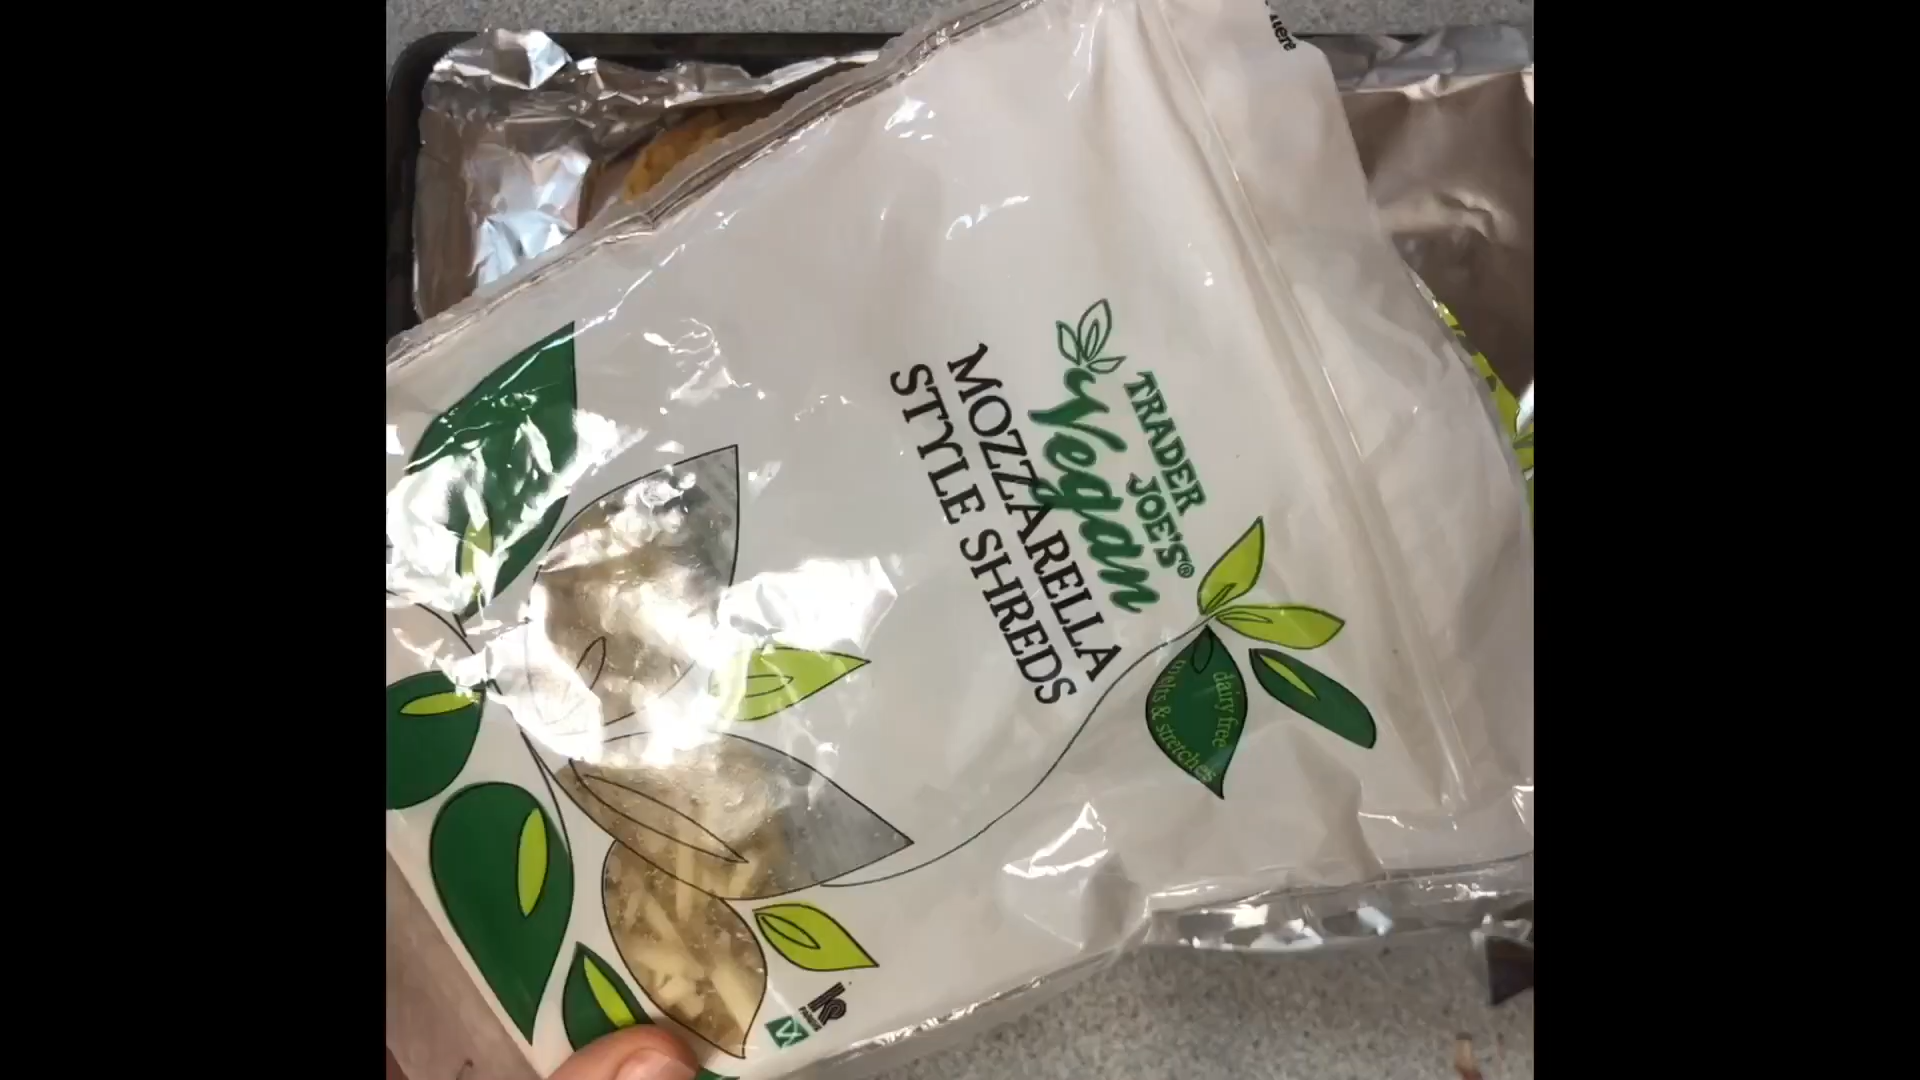 TRADER
JOE'S®
Vegan
MOZZARELLA
STYLE SHREDS
dairy free
melts & stretches